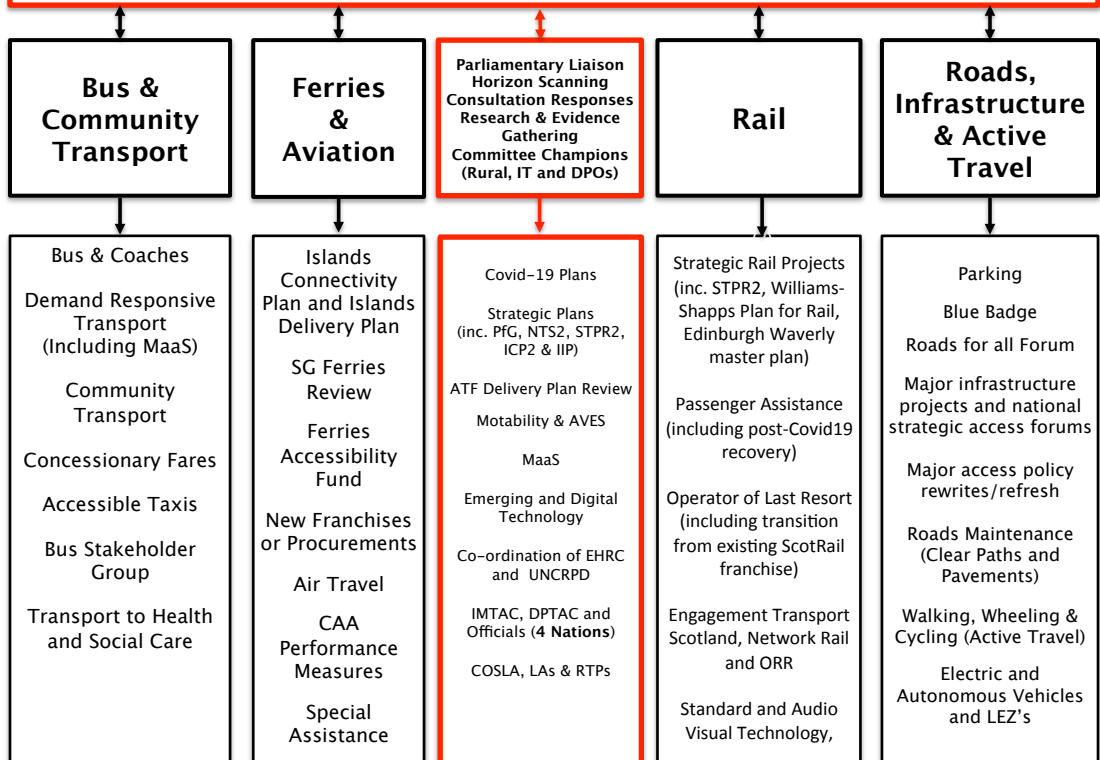 Bus &
Community
Transport
Ferries
&
Aviation
Parliamentary Liaison
Horizon Scanning
Consultation Responses
Research & Evidence
Gathering
Committee Champions
(Rural, IT and DPOs)
Rail
Roads,
Infrastructure
& Active
Travel
Bus & Coaches
Demand Responsive
Transport
(Including MaaS)
Community
Transport
Concessionary Fares
Accessible Taxis
Bus Stakeholder
Group
Transport to Health
and Social Care
Islands
Connectivity
Plan and Islands
Delivery Plan
SG Ferries
Review
Ferries
Accessibility
Fund
New Franchises
or Procurements
Air Travel
CAA
Performance
Measures
Special
Assistance
Covid-19 Plans
Strategic Plans
(inc. PfG, NTS2, STPR2,
ICP2 & IIP)
ATF Delivery Plan Review
Motability & AVES
MaaS
Emerging and Digital
Technology
Co-ordination of EHRC
and UNCRPD
IMTAC, DPTAC and
Officials (4 Nations)
COSLA, LAs & RTPs
Strategic Rail Projects
(inc. STPR2, Williams-
Shapps Plan for Rail,
Edinburgh Waverly
master plan)
Passenger Assistance
(including post-Covid19
recovery)
Operator of Last Resort
(including transition
from existing ScotRail
franchise)
Engagement Transport
Scotland, Network Rail
and ORR
Standard and Audio
Visual Technology,
Parking
Blue Badge
Roads for all Forum
Major infrastructure
projects and national
strategic access forums
Major access policy
rewrites/refresh
Roads Maintenance
(Clear Paths and
Pavements)
Walking, Wheeling &
Cycling (Active Travel)
Electric and
Autonomous Vehicles
and LEZ's